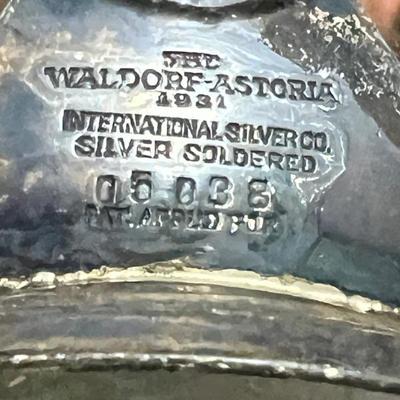 THE
WALDORF-ASTORIA
1931
INTERNATIONAL SILVER CO.
SILVER SOLDERED
05038
PAT. APPLD FOR